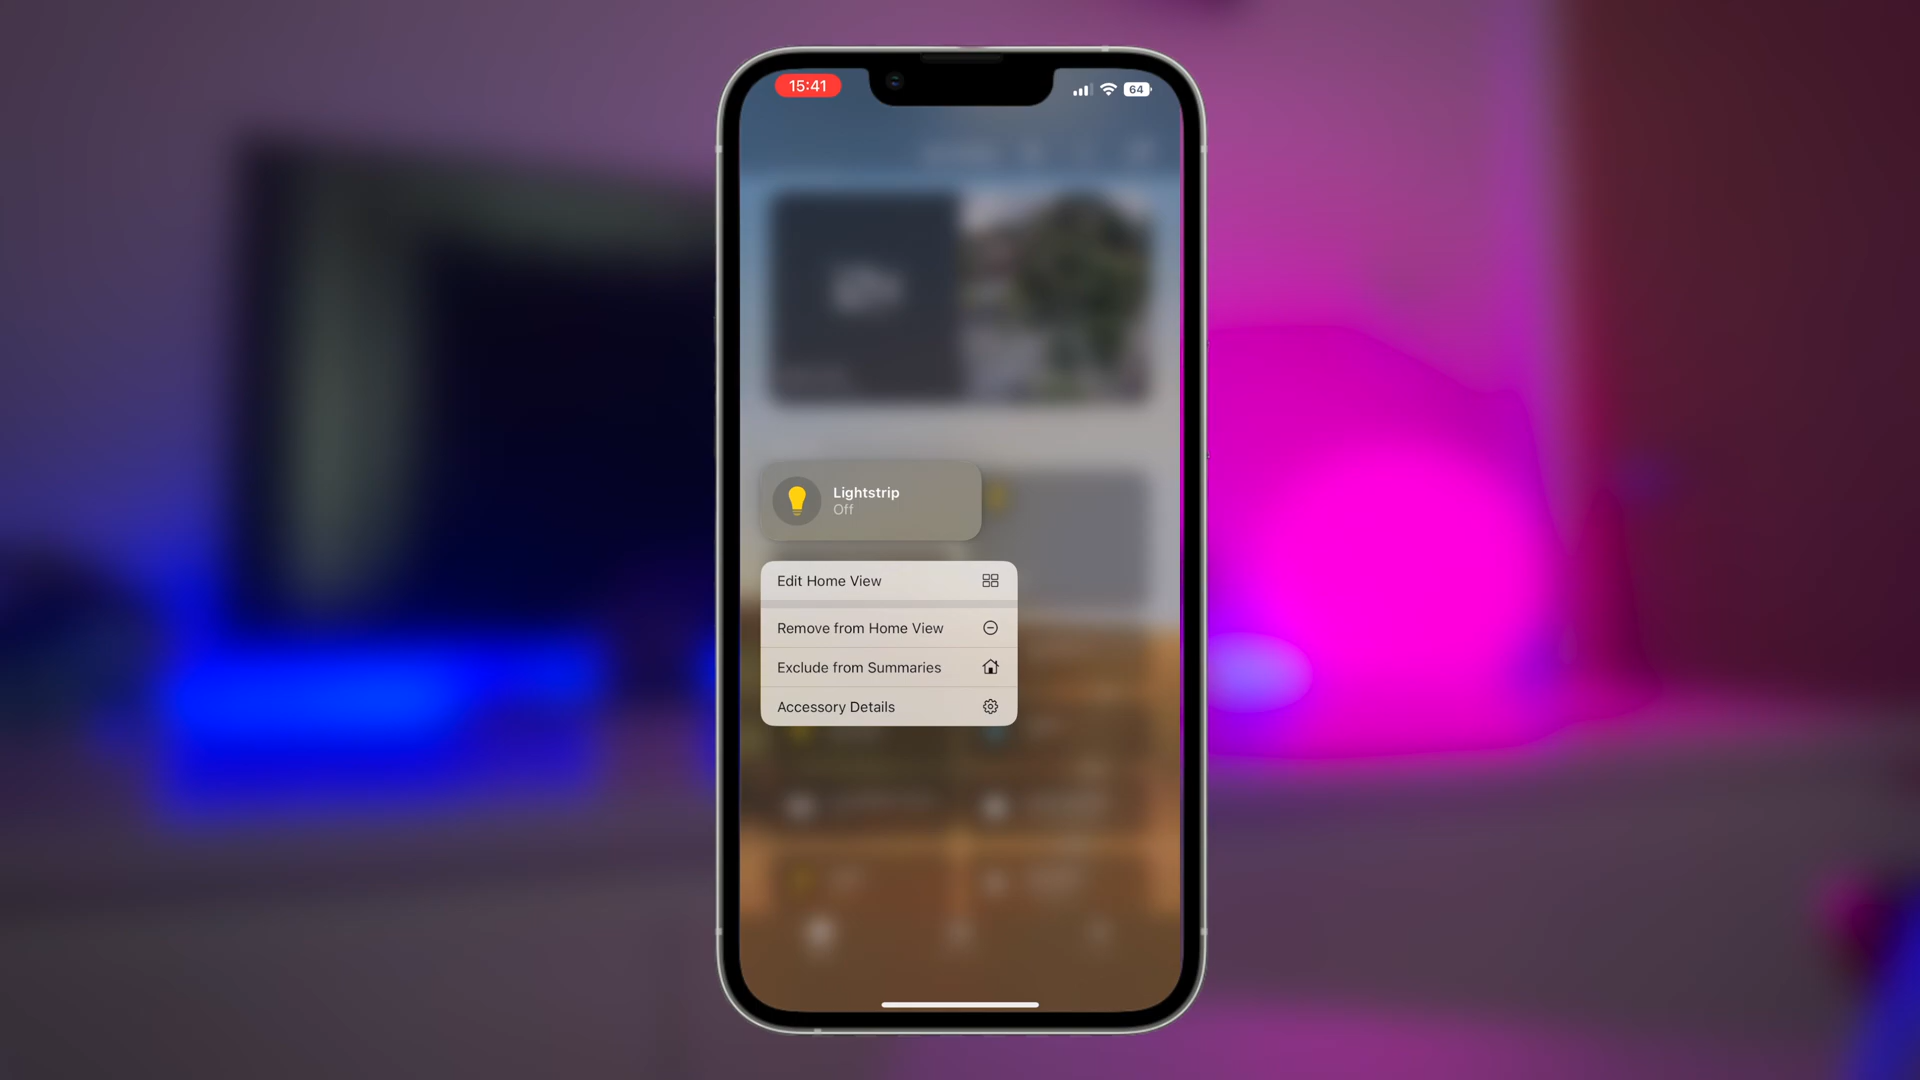 15:41
64
Lightstrip
Off
Edit Home View
Remove from Home View
Exclude from Summaries
Accessory Details